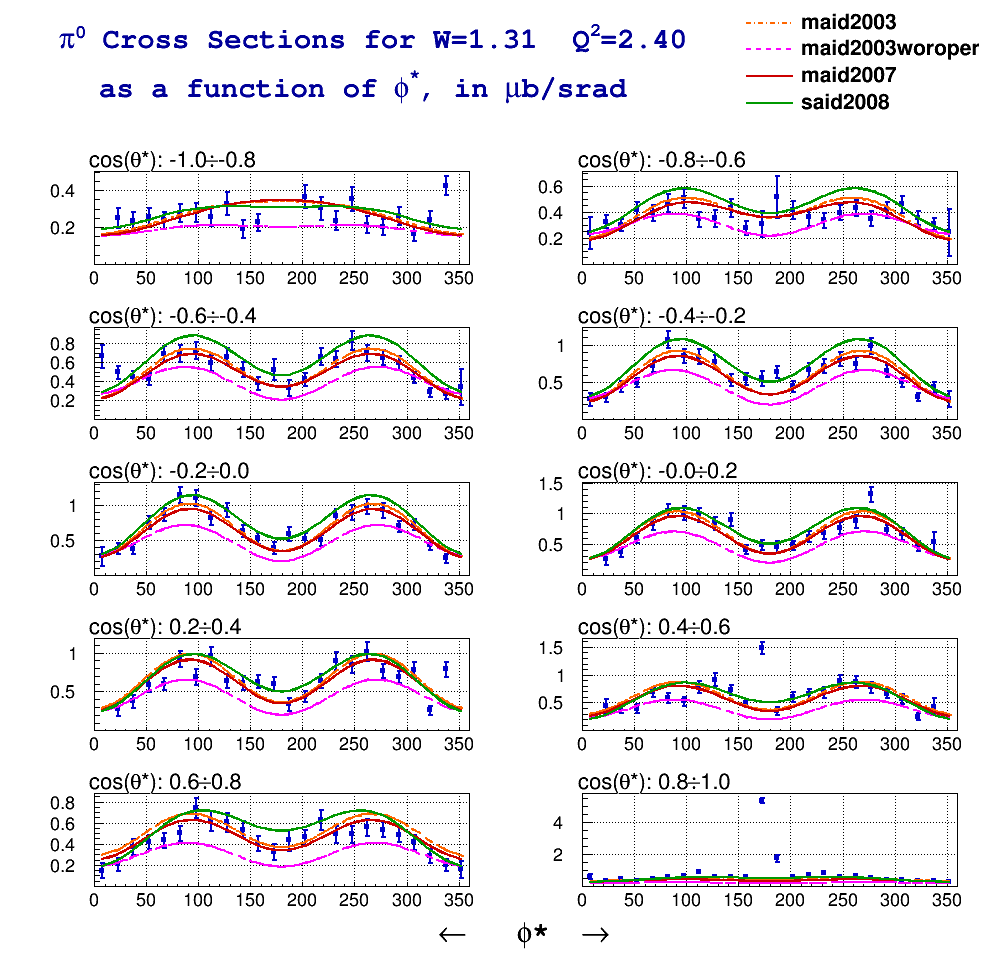 π⁰ Cross Sections for W=1.31 Q²=2.40
as a function of ϕ*, in μb/srad
maid2003
maid2003woroper
maid2007
said2008
cos(θ*): -1.0÷-0.8
0.4
0.2
0 50 100 150 200 250 300 350
cos(θ*): -0.8÷-0.6
0.6
0.4
0.2
0 50 100 150 200 250 300 350
cos(θ*): -0.6÷-0.4
0.8
0.6
0.4
0.2
0 50 100 150 200 250 300 350
cos(θ*): -0.4÷-0.2
1
0.5
0 50 100 150 200 250 300 350
cos(θ*): -0.2÷0.0
1
0.5
0 50 100 150 200 250 300 350
cos(θ*): -0.0÷0.2
1.5
1
0.5
0 50 100 150 200 250 300 350
cos(θ*): 0.2÷0.4
1
0.5
0 50 100 150 200 250 300 350
cos(θ*): 0.4÷0.6
1.5
1
0.5
0 50 100 150 200 250 300 350
cos(θ*): 0.6÷0.8
0.8
0.6
0.4
0.2
0 50 100 150 200 250 300 350
cos(θ*): 0.8÷1.0
4
2
0 50 100 150 200 250 300 350
← ϕ* →